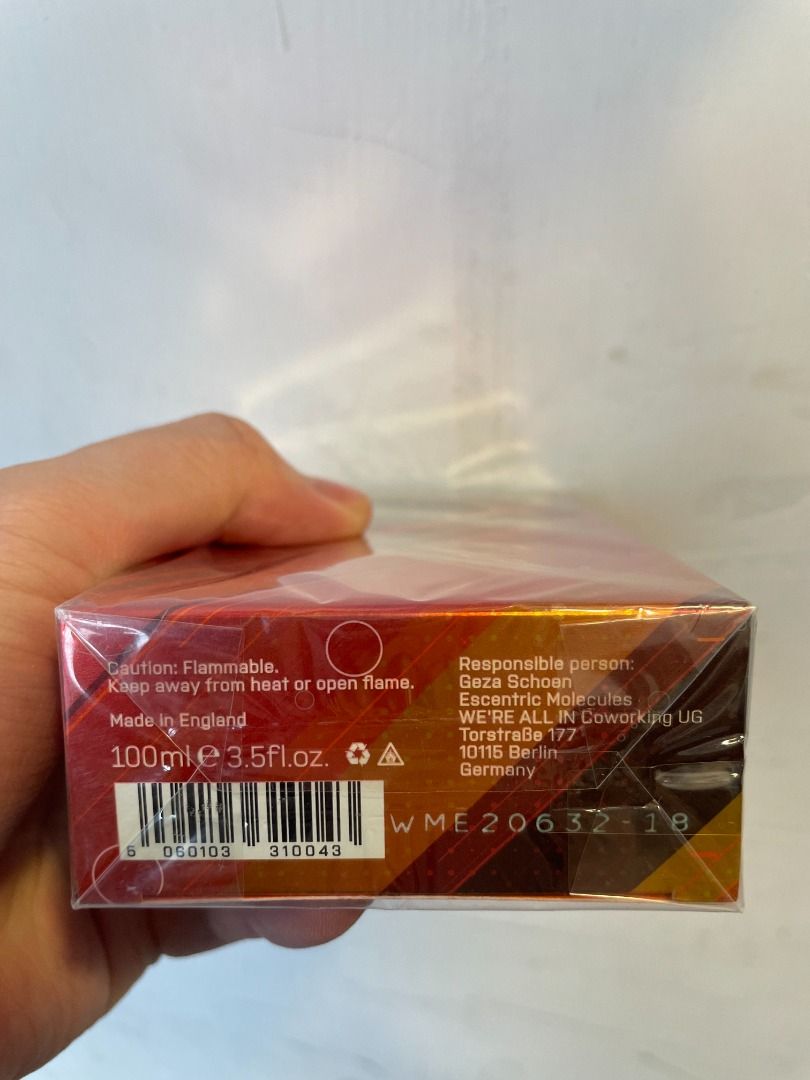 Caution: Flammable.
Keep away from heat or open flame.
Made in England
100ml e 3.5fl.oz.
6 060103 310043
Responsible person:
Geza Schoen
Escentric Molecules
WE'RE ALL IN Coworking UG
Torstraße 177
10115 Berlin
Germany
WME20632-18